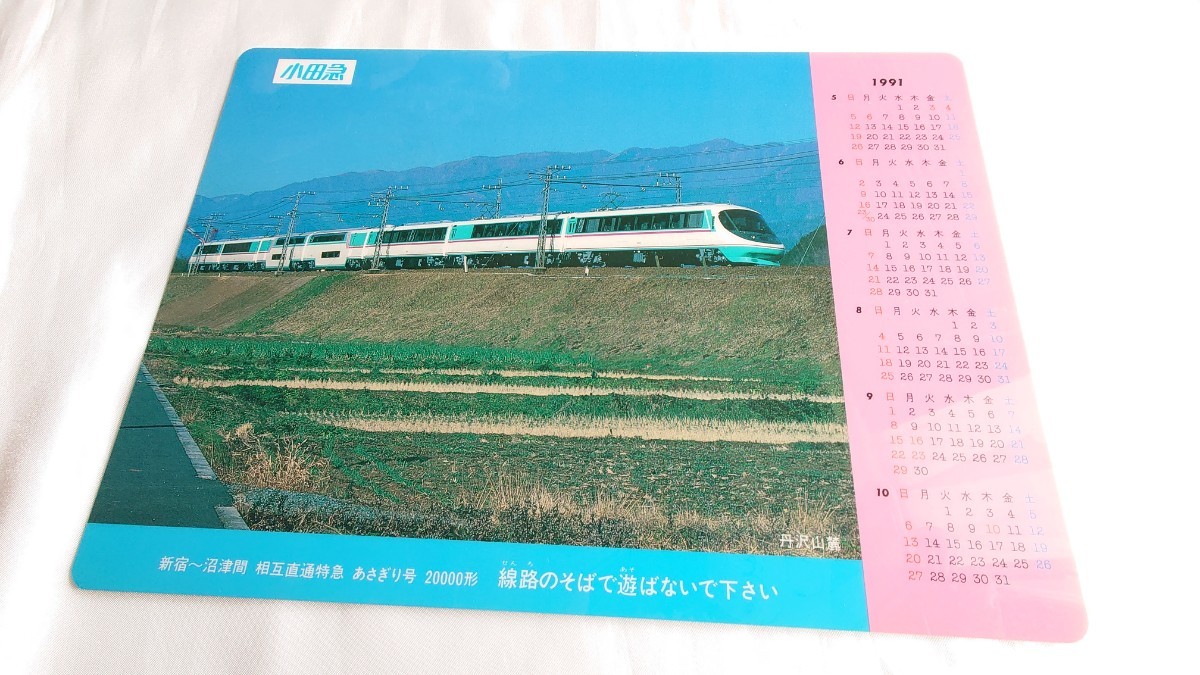 小田急
1991
5 日 月 火 水 木 金 土
1 2 3 4
5 6 7 8 9 10 11
12 13 14 15 16 17 18
19 20 21 22 23 24 25
26 27 28 29 30 31
6 日 月 火 水 木 金 土
1
2 3 4 5 6 7 8
9 10 11 12 13 14 15
16 17 18 19 20 21 22
23/30 24 25 26 27 28 29
7 日 月 火 水 木 金 土
1 2 3 4 5 6
7 8 9 10 11 12 13
14 15 16 17 18 19 20
21 22 23 24 25 26 27
28 29 30 31
8 日 月 火 水 木 金 土
1 2 3
4 5 6 7 8 9 10
11 12 13 14 15 16 17
18 19 20 21 22 23 24
25 26 27 28 29 30 31
9 日 月 火 水 木 金 土
1 2 3 4 5 6 7
8 9 10 11 12 13 14
15 16 17 18 19 20 21
22 23 24 25 26 27 28
29 30
10 日 月 火 水 木 金 土
1 2 3 4 5
6 7 8 9 10 11 12
13 14 15 16 17 18 19
20 21 22 23 24 25 26
27 28 29 30 31
丹沢山麓
せんろ あそ
新宿〜沼津間 相互直通特急 あさぎり号 20000形 線路のそばで遊ばないで下さい